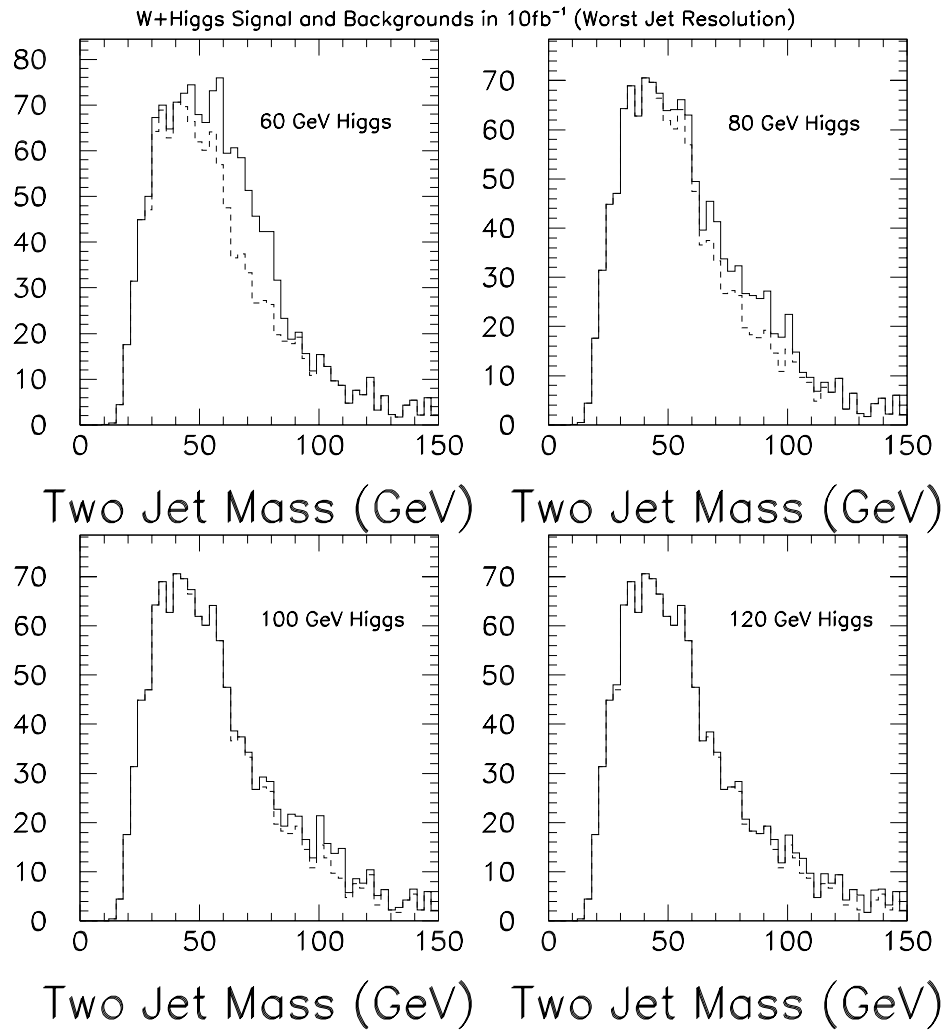 W+Higgs Signal and Backgrounds in 10fb⁻¹ (Worst Jet Resolution)
80
70
60
50
40
30
20
10
0
60 GeV Higgs
0 50 100 150
Two Jet Mass (GeV)
70
60
50
40
30
20
10
0
80 GeV Higgs
0 50 100 150
Two Jet Mass (GeV)
70
60
50
40
30
20
10
0
100 GeV Higgs
0 50 100 150
Two Jet Mass (GeV)
70
60
50
40
30
20
10
0
120 GeV Higgs
0 50 100 150
Two Jet Mass (GeV)